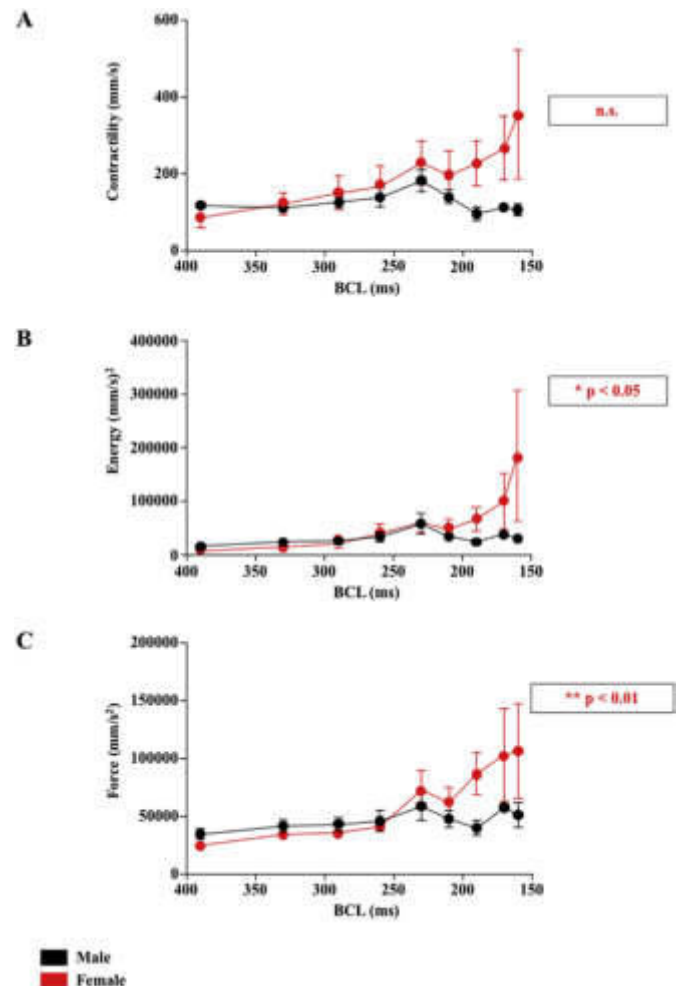 A
600
400
200
0
Contractility (mm/s)
400 350 300 250 200 150
BCL (ms)
n.s.
B
400000
300000
200000
100000
0
Energy (mm/s)²
400 350 300 250 200 150
BCL (ms)
* p < 0.05
C
200000
150000
100000
50000
0
Force (mm/s²)
400 350 300 250 200 150
BCL (ms)
** p < 0.01
Male
Female